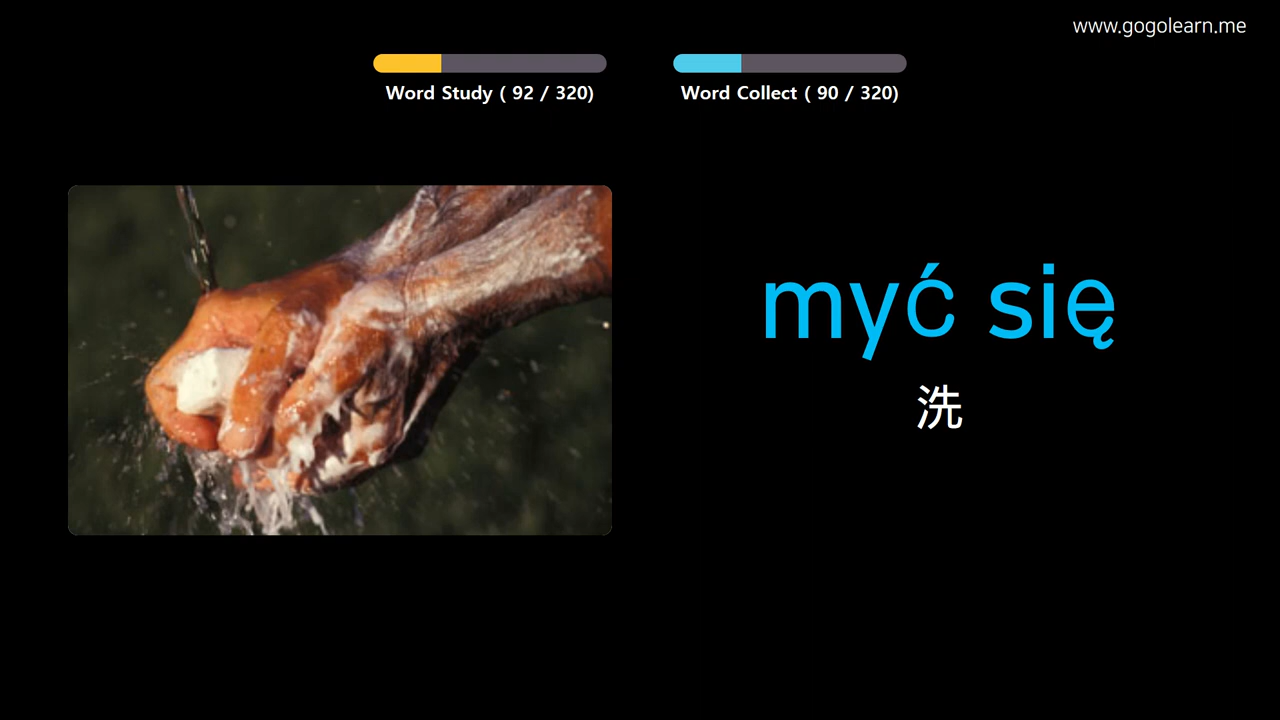 www.gogolearn.me
Word Study ( 92 / 320)
Word Collect ( 90 / 320)
myć się
洗